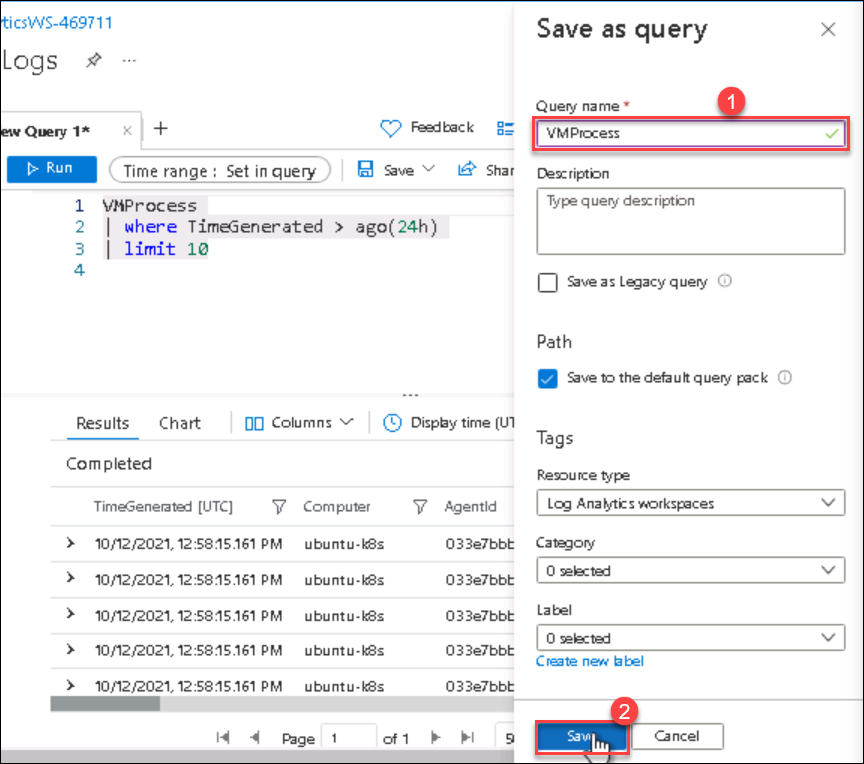 ticsWS-469711
Logs
...
ew Query 1*
Feedback
Run
Time range : Set in query
Save
Shar
1 VMProcess
2 | where TimeGenerated > ago(24h)
3 | limit 10
4
Results
Chart
Columns
Display time (UT
Completed
TimeGenerated [UTC]
Computer
AgentId
10/12/2021, 12:58:15.161 PM ubuntu-k8s 033e7bbb
10/12/2021, 12:58:15.161 PM ubuntu-k8s 033e7bbb
10/12/2021, 12:58:15.161 PM ubuntu-k8s 033e7bbb
10/12/2021, 12:58:15.161 PM ubuntu-k8s 033e7bbb
10/12/2021, 12:58:15.161 PM ubuntu-k8s 033e7bbb
Page 1 of 1
Save as query
Query name *
1
VMProcess
Description
Type query description
Save as Legacy query
Path
Save to the default query pack
Tags
Resource type
Log Analytics workspaces
Category
0 selected
Label
0 selected
Create new label
2
Save
Cancel